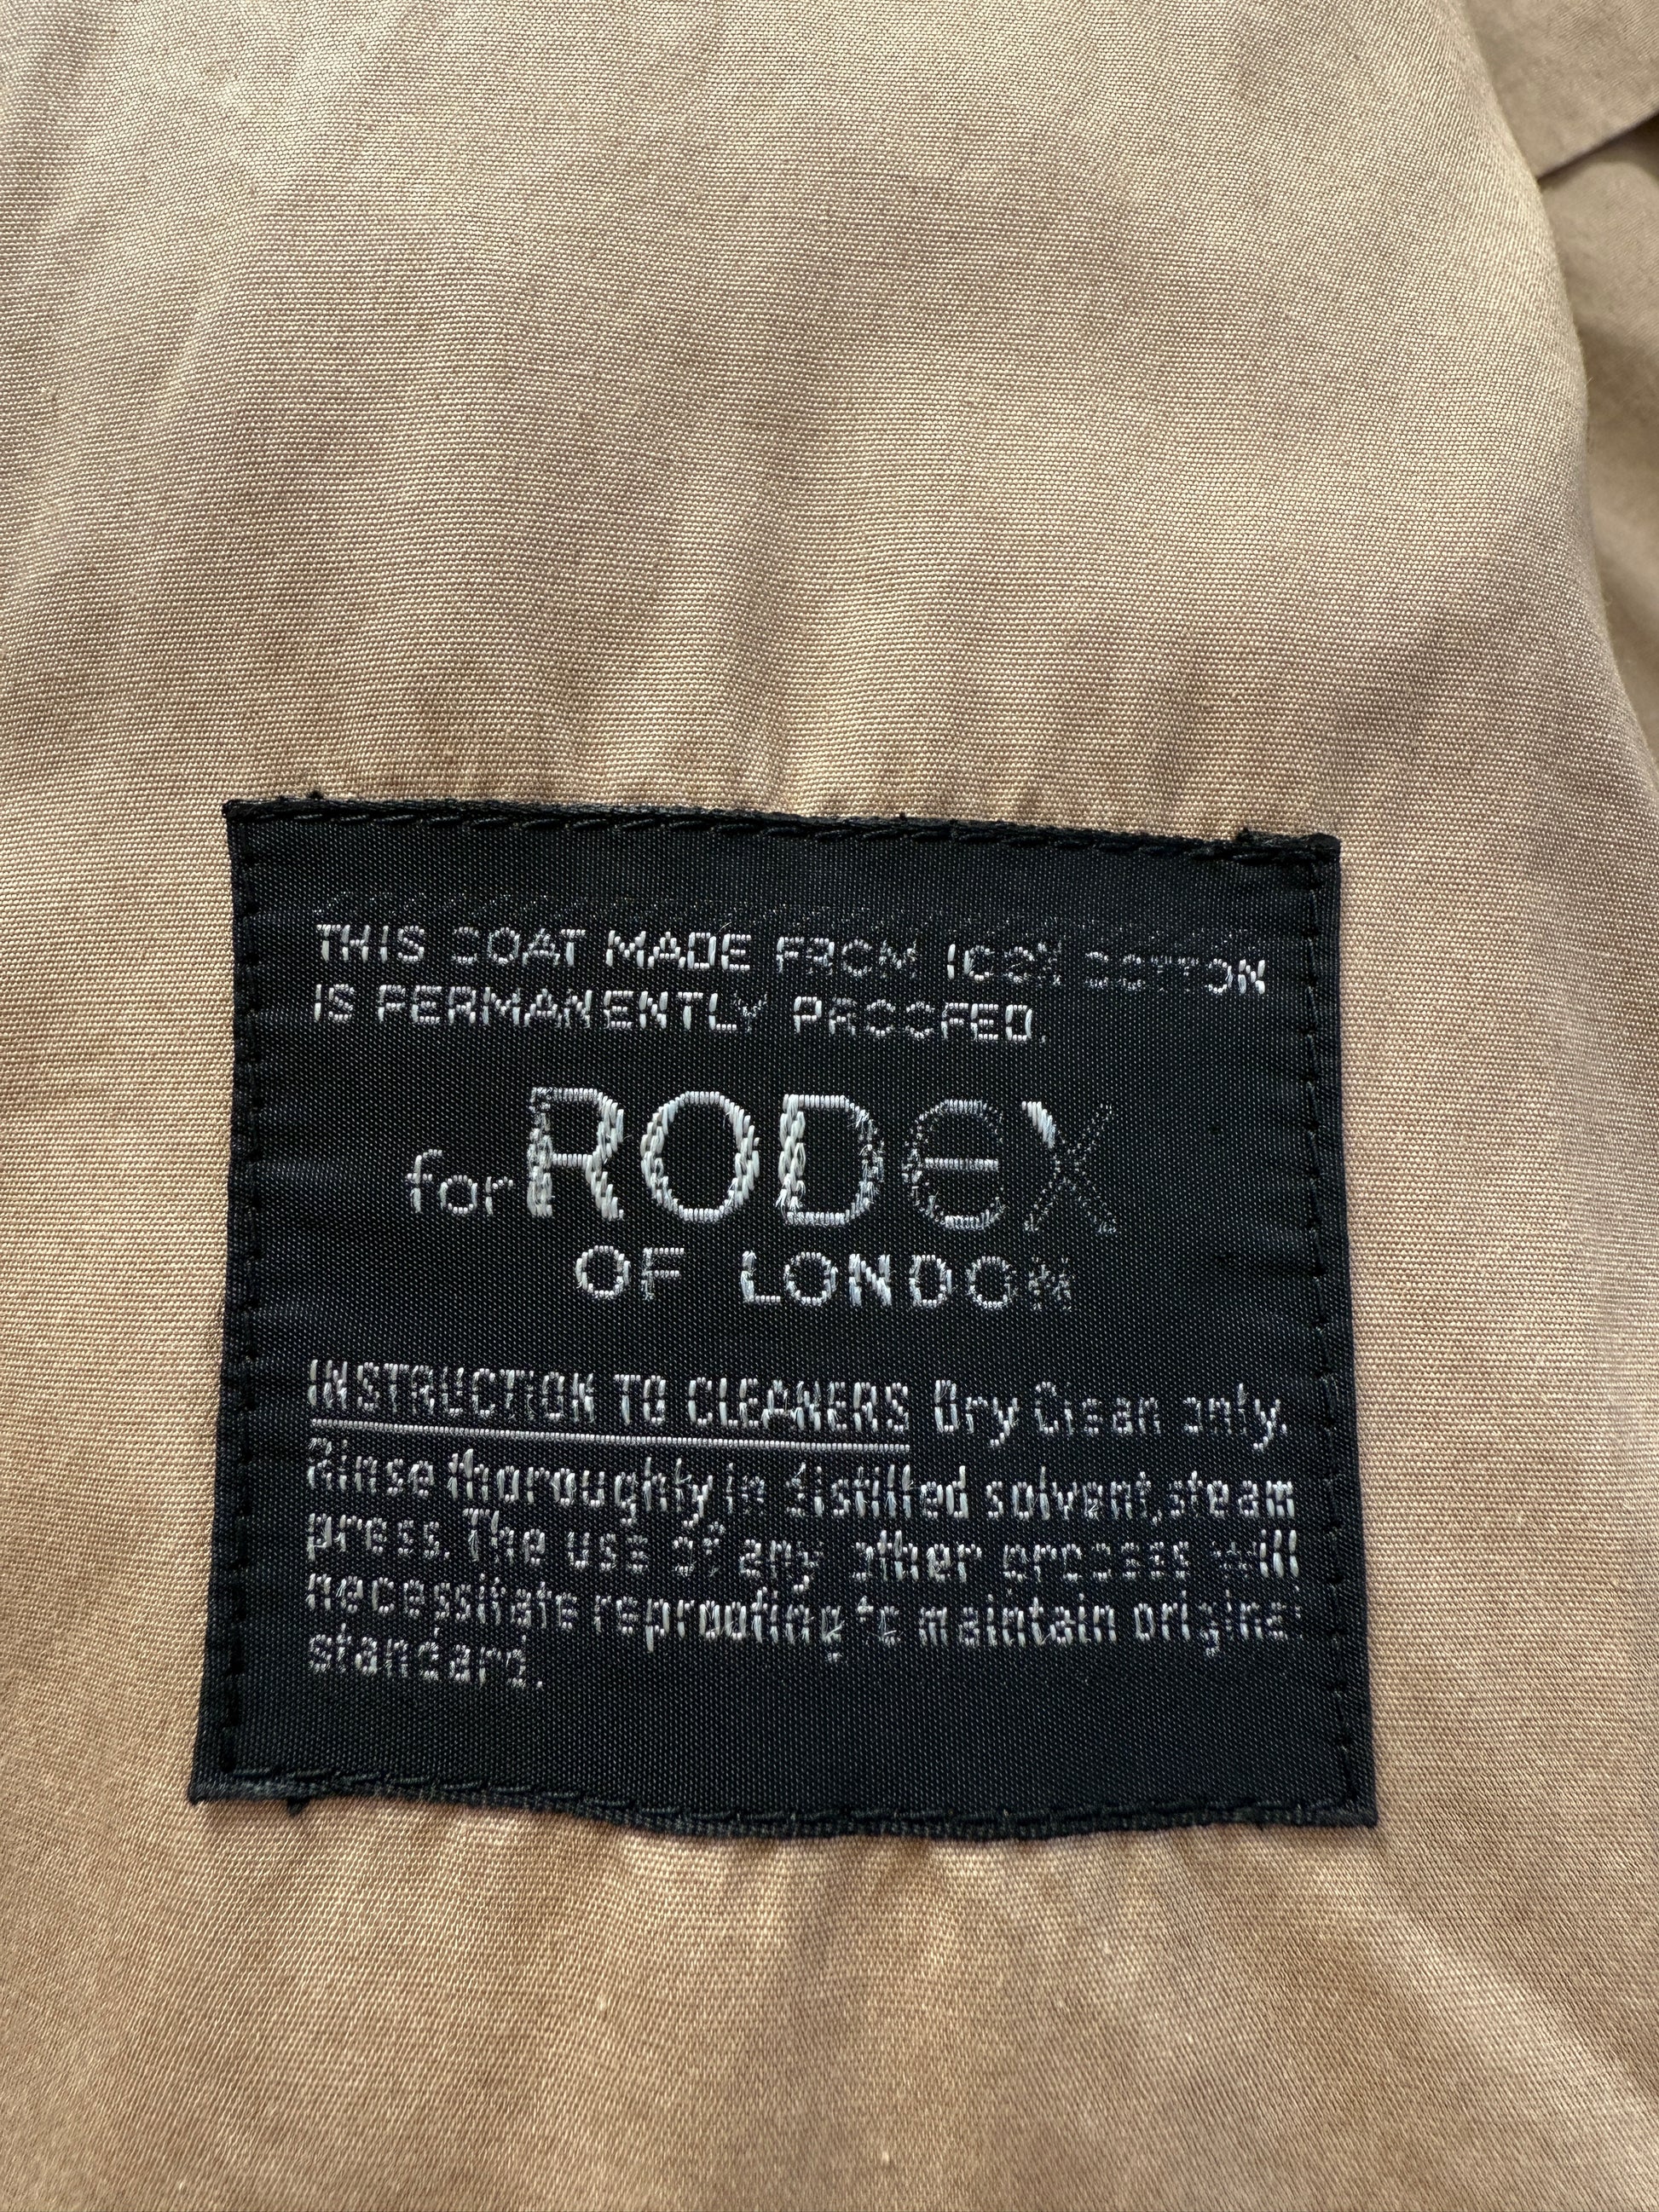 THIS COAT MADE FROM 100% COTTON
IS PERMANENTLY PROOFED.
for RODeX
OF LONDON
INSTRUCTION TO CLEANERS Dry Clean only.
Rinse thoroughly in distilled solvent, steam
press. The use of any other process will
necessitate reproofing to maintain original
standard.